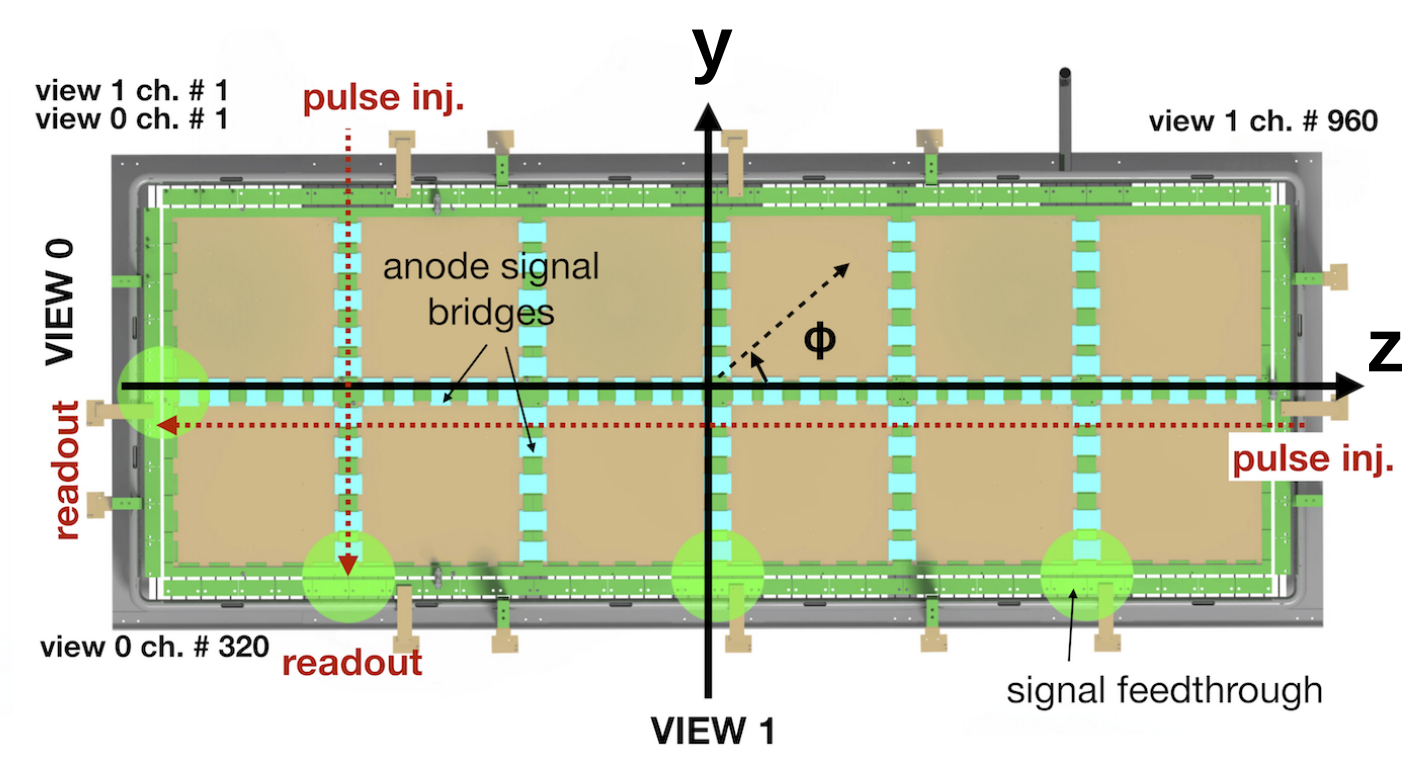 y
view 1 ch. # 1
view 0 ch. # 1
pulse inj.
view 1 ch. # 960
VIEW 0
anode signal
bridges
ϕ
z
readout
pulse inj.
view 0 ch. # 320
readout
signal feedthrough
VIEW 1